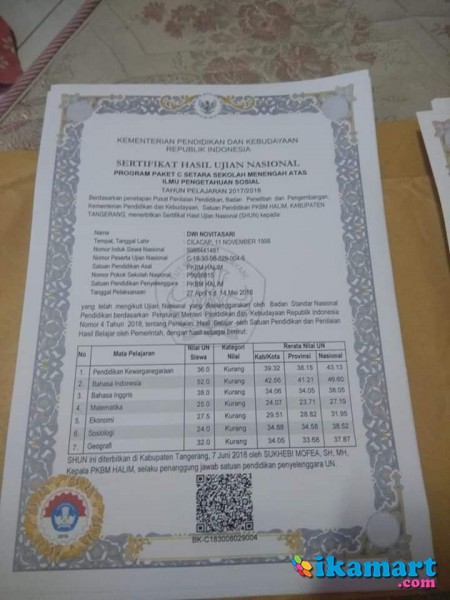 KEMENTERIAN PENDIDIKAN DAN KEBUDAYAAN
REPUBLIK INDONESIA
SERTIFIKAT HASIL UJIAN NASIONAL
PROGRAM PAKET C SETARA SEKOLAH MENENGAH ATAS
ILMU PENGETAHUAN SOSIAL
TAHUN PELAJARAN 2017/2018
Berdasarkan penetapan Pusat Penilaian Pendidikan, Badan Penelitian dan Pengembangan,
Kementerian Pendidikan dan Kebudayaan, Satuan Pendidikan PKBM HALIM, KABUPATEN
TANGERANG, menerbitkan Sertifikat Hasil Ujian Nasional (SHUN) kepada
Nama DWI NOVITASARI
Tempat, Tanggal Lahir CILACAP, 11 NOVEMBER
Nomor Induk Siswa Nasional
Nomor Peserta Ujian Nasional
Satuan Pendidikan Asal PKBM HALIM
Nomor Pokok Sekolah Nasional
Satuan Pendidikan Penyelenggara PKBM HALIM
Tanggal Pelaksanaan 27 April s.d. 14 Mei 2018
yang telah mengikuti Ujian Nasional yang diselenggarakan oleh Badan Standar Nasional
Pendidikan berdasarkan Peraturan Menteri Pendidikan dan Kebudayaan Republik Indonesia
Nomor 4 Tahun 2018, tentang Penilaian Hasil Belajar oleh Satuan Pendidikan dan Penilaian
Hasil Belajar oleh Pemerintah, dengan hasil sebagai berikut:
No Mata Pelajaran Nilai UN Siswa Kategori Nilai Rerata Nilai UN Kab/Kota Provinsi Nasional
1. Pendidikan Kewarganegaraan 36.0 Kurang 39.32 38.15 43.13
2. Bahasa Indonesia 52.0 Kurang 42.56 41.21 46.60
3. Bahasa Inggris 38.0 Kurang 34.06 34.05 38.05
4. Matematika 25.0 Kurang 24.07 23.71 27.19
5. Ekonomi 27.5 Kurang 29.51 28.82 31.95
6. Sosiologi 24.0 Kurang 34.88 34.58 38.52
7. Geografi 32.0 Kurang 34.05 33.68 37.87
SHUN ini diterbitkan di Kabupaten Tangerang, 7 Juni 2018 oleh SUKHEBI MOFEA, SH, MH,
Kepala PKBM HALIM, selaku penanggung jawab satuan pendidikan penyelenggara UN.
BK-C183008029004
ikamart.com